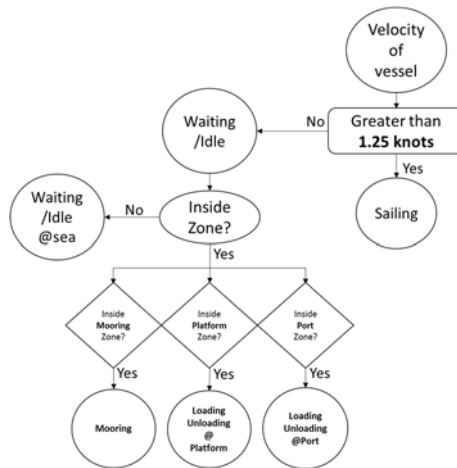 Velocity
of
vessel
Greater than
1.25 knots
No
Waiting
/Idle
Yes
Sailing
Inside
Zone?
No
Waiting
/Idle
@sea
Yes
Inside
Mooring
Zone?
Inside
Platform
Zone?
Inside
Port
Zone?
Yes
Yes
Yes
Mooring
Loading
Unloading
@
Platform
Loading
Unloading
@Port